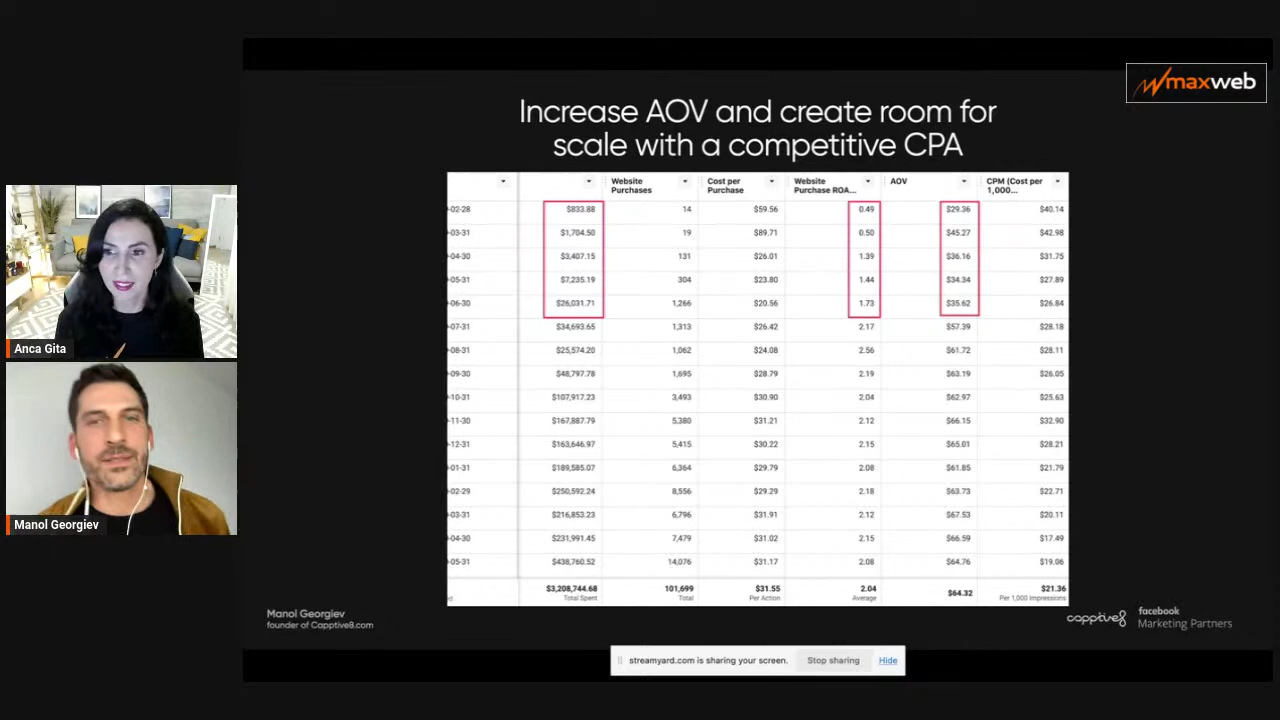 maxweb
Increase AOV and create room for
scale with a competitive CPA
Website Purchases Cost per Purchase Website Purchase ROA... AOV CPM (Cost per 1,000...
-02-28 $833.88 14 $59.56 0.49 $29.36 $40.14
-03-31 $1,704.50 19 $89.71 0.50 $45.27 $42.98
-04-30 $3,407.15 131 $26.01 1.39 $36.16 $31.75
-05-31 $7,235.19 304 $23.80 1.44 $34.34 $27.89
-06-30 $26,031.71 1,266 $20.56 1.73 $35.62 $26.84
-07-31 $34,693.65 1,313 $26.42 2.17 $57.39 $28.18
-08-31 $25,574.20 1,062 $24.08 2.56 $61.72 $28.11
-09-30 $48,797.78 1,695 $28.79 2.19 $63.19 $26.05
-10-31 $107,917.23 3,493 $30.90 2.04 $62.97 $25.63
-11-30 $167,887.79 5,380 $31.21 2.12 $66.15 $32.90
-12-31 $163,646.97 5,415 $30.22 2.15 $65.01 $28.21
-01-31 $189,585.07 6,364 $29.79 2.08 $61.85 $21.79
-02-29 $250,592.24 8,556 $29.29 2.18 $63.73 $22.71
-03-31 $216,853.23 6,796 $31.91 2.12 $67.53 $20.11
-04-30 $231,991.45 7,479 $31.02 2.15 $66.59 $17.49
-05-31 $438,760.52 14,076 $31.17 2.08 $64.76 $19.06
$3,208,744.68 101,699 $31.55 2.04 $64.32 $21.36
Total Spent Total Per Action Average Per 1,000 Impressions
Anca Gita
Manol Georgiev
Manol Georgiev
founder of Capptive8.com
capptive8
facebook
Marketing Partners
streamyard.com is sharing your screen. Stop sharing Hide